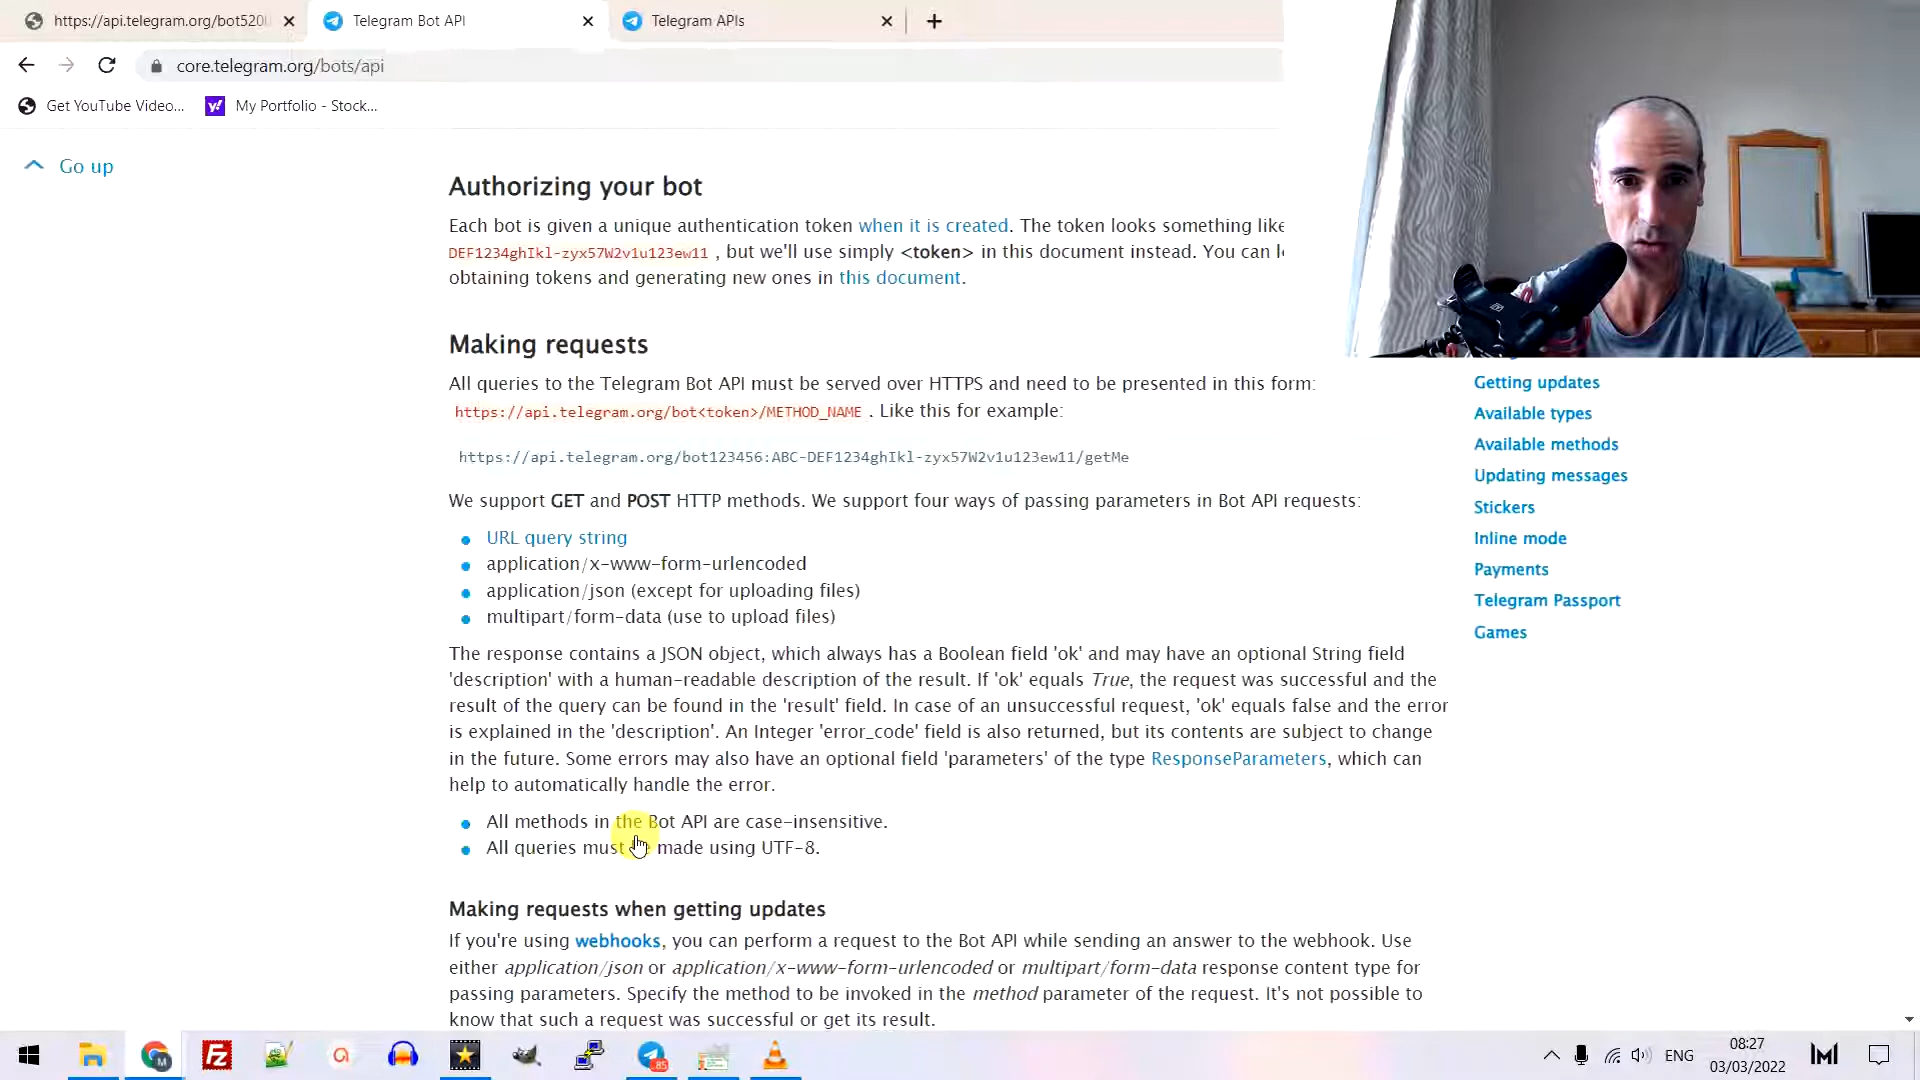 https://api.telegram.org/bot520
Telegram Bot API
Telegram APIs
core.telegram.org/bots/api
Get YouTube Video...
My Portfolio - Stock...
Go up
Authorizing your bot
Each bot is given a unique authentication token when it is created. The token looks something like
DEF1234ghIkl-zyx57W2v1u123ew11 , but we'll use simply <token> in this document instead. You can
obtaining tokens and generating new ones in this document.
Making requests
All queries to the Telegram Bot API must be served over HTTPS and need to be presented in this form:
https://api.telegram.org/bot<token>/METHOD_NAME . Like this for example:
https://api.telegram.org/bot123456:ABC-DEF1234ghIkl-zyx57W2v1u123ew11/getMe
We support GET and POST HTTP methods. We support four ways of passing parameters in Bot API requests:
URL query string
application/x-www-form-urlencoded
application/json (except for uploading files)
multipart/form-data (use to upload files)
The response contains a JSON object, which always has a Boolean field 'ok' and may have an optional String field
'description' with a human-readable description of the result. If 'ok' equals True, the request was successful and the
result of the query can be found in the 'result' field. In case of an unsuccessful request, 'ok' equals false and the error
is explained in the 'description'. An Integer 'error_code' field is also returned, but its contents are subject to change
in the future. Some errors may also have an optional field 'parameters' of the type ResponseParameters, which can
help to automatically handle the error.
All methods in the Bot API are case-insensitive.
All queries must be made using UTF-8.
Making requests when getting updates
If you're using webhooks, you can perform a request to the Bot API while sending an answer to the webhook. Use
either application/json or application/x-www-form-urlencoded or multipart/form-data response content type for
passing parameters. Specify the method to be invoked in the method parameter of the request. It's not possible to
know that such a request was successful or get its result.
Getting updates
Available types
Available methods
Updating messages
Stickers
Inline mode
Payments
Telegram Passport
Games
M
85
ENG
08:27
03/03/2022